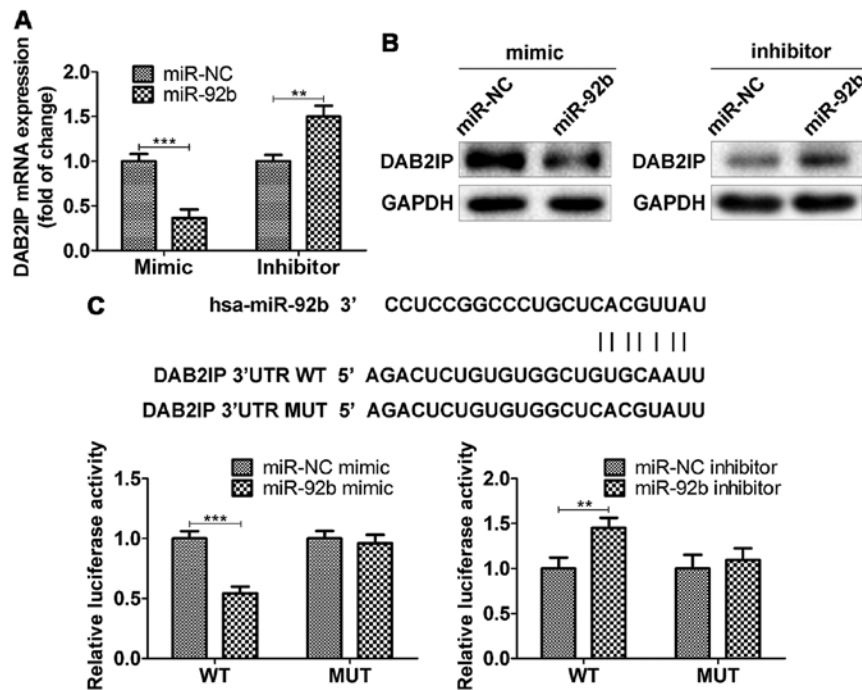 A
DAB2IP mRNA expression
(fold of change)
2.0
1.5
1.0
0.5
0.0
miR-NC
miR-92b
***
**
Mimic
Inhibitor
B
mimic
inhibitor
miR-NC
miR-92b
miR-NC
miR-92b
DAB2IP
DAB2IP
GAPDH
GAPDH
C
hsa-miR-92b 3' CCUCCGGCCCUGCUCACGUUAU
DAB2IP 3'UTR WT 5' AGACUCUGUGUGGCUGUGCAAUU
DAB2IP 3'UTR MUT 5' AGACUCUGUGUGGCUCACGUAUU
Relative luciferase activity
1.5
1.0
0.5
0.0
miR-NC mimic
miR-92b mimic
***
WT
MUT
Relative luciferase activity
2.0
1.5
1.0
0.5
0.0
miR-NC inhibitor
miR-92b inhibitor
**
WT
MUT